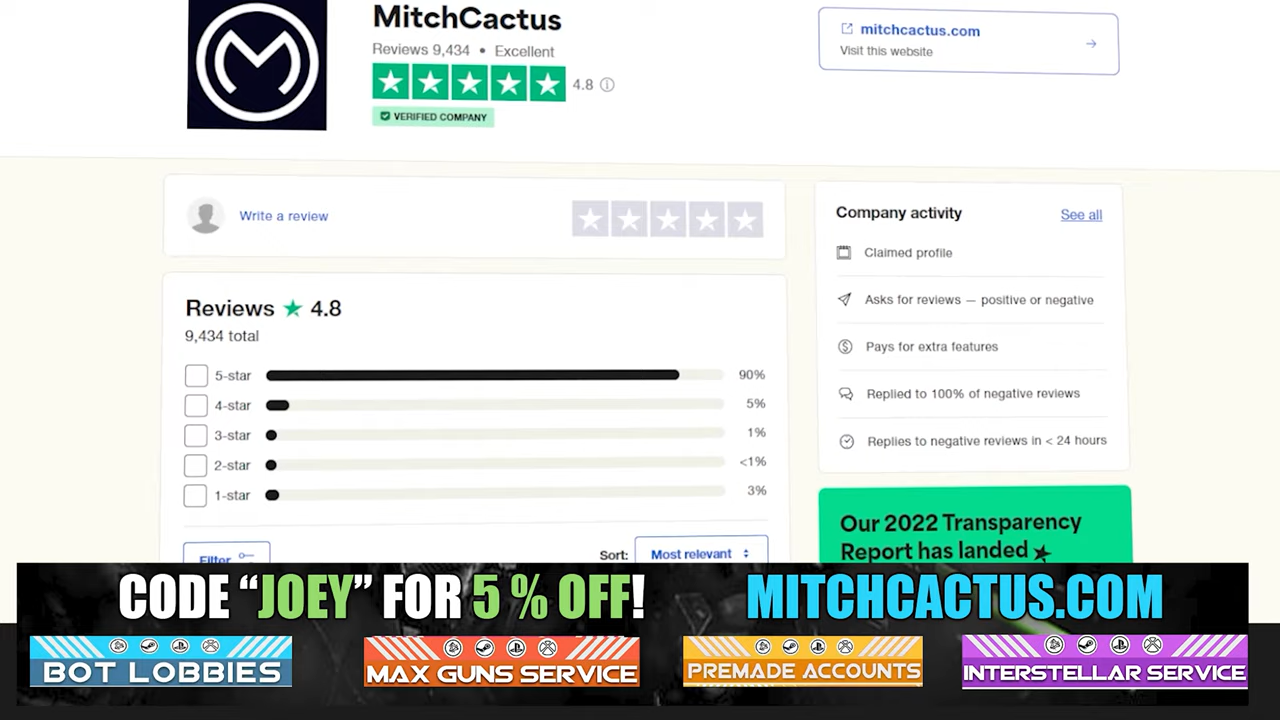 MitchCactus
Reviews 9,434 • Excellent
4.8
VERIFIED COMPANY
mitchcactus.com
Visit this website
Write a review
Company activity
See all
Claimed profile
Asks for reviews — positive or negative
Pays for extra features
Replied to 100% of negative reviews
Replies to negative reviews in < 24 hours
Reviews ★ 4.8
9,434 total
5-star 90%
4-star 5%
3-star 1%
2-star <1%
1-star 3%
Filter
Sort: Most relevant
Our 2022 Transparency
Report has landed
CODE “JOEY” FOR 5 % OFF!
MITCHCACTUS.COM
BOT LOBBIES
MAX GUNS SERVICE
PREMADE ACCOUNTS
INTERSTELLAR SERVICE